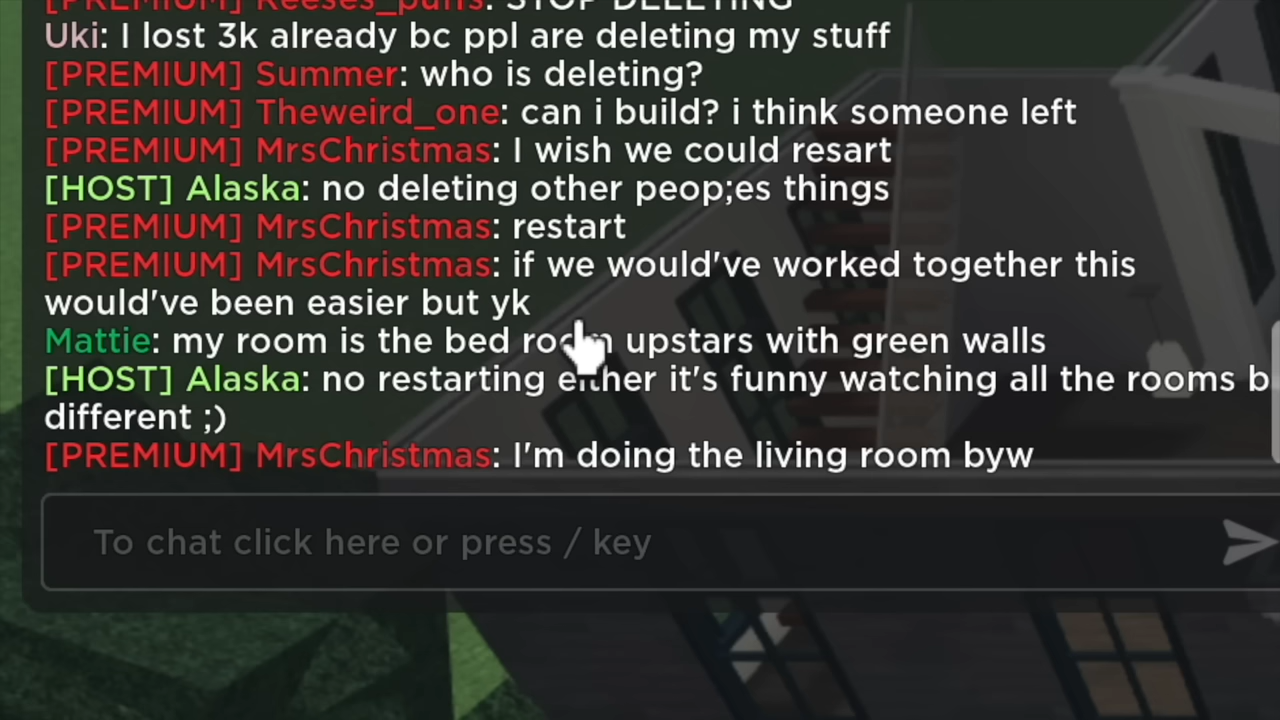 [PREMIUM] Reeses_puffs: STOP DELETING
Uki: I lost 3k already bc ppl are deleting my stuff
[PREMIUM] Summer: who is deleting?
[PREMIUM] Theweird_one: can i build? i think someone left
[PREMIUM] MrsChristmas: I wish we could resart
[HOST] Alaska: no deleting other peop;es things
[PREMIUM] MrsChristmas: restart
[PREMIUM] MrsChristmas: if we would've worked together this
would've been easier but yk
Mattie: my room is the bed room upstars with green walls
[HOST] Alaska: no restarting either it's funny watching all the rooms b
different ;)
[PREMIUM] MrsChristmas: I'm doing the living room byw
To chat click here or press / key